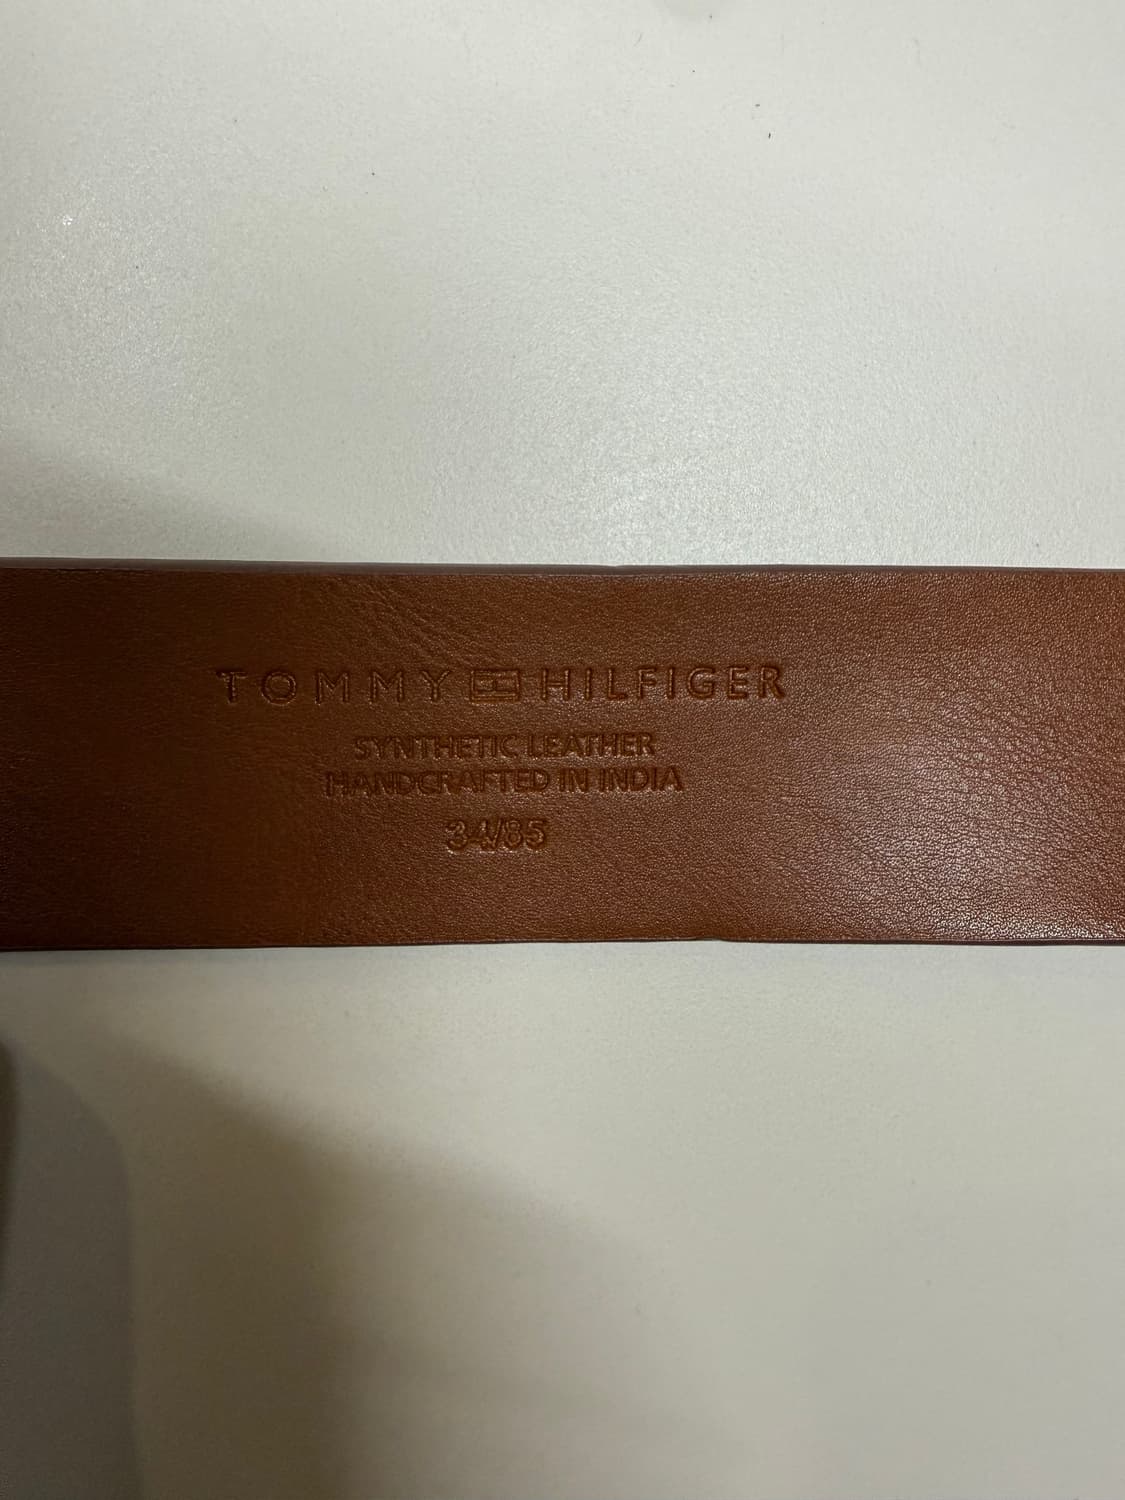 TOMMY HILFIGER
SYNTHETIC LEATHER
HANDCRAFTED IN INDIA
34/85